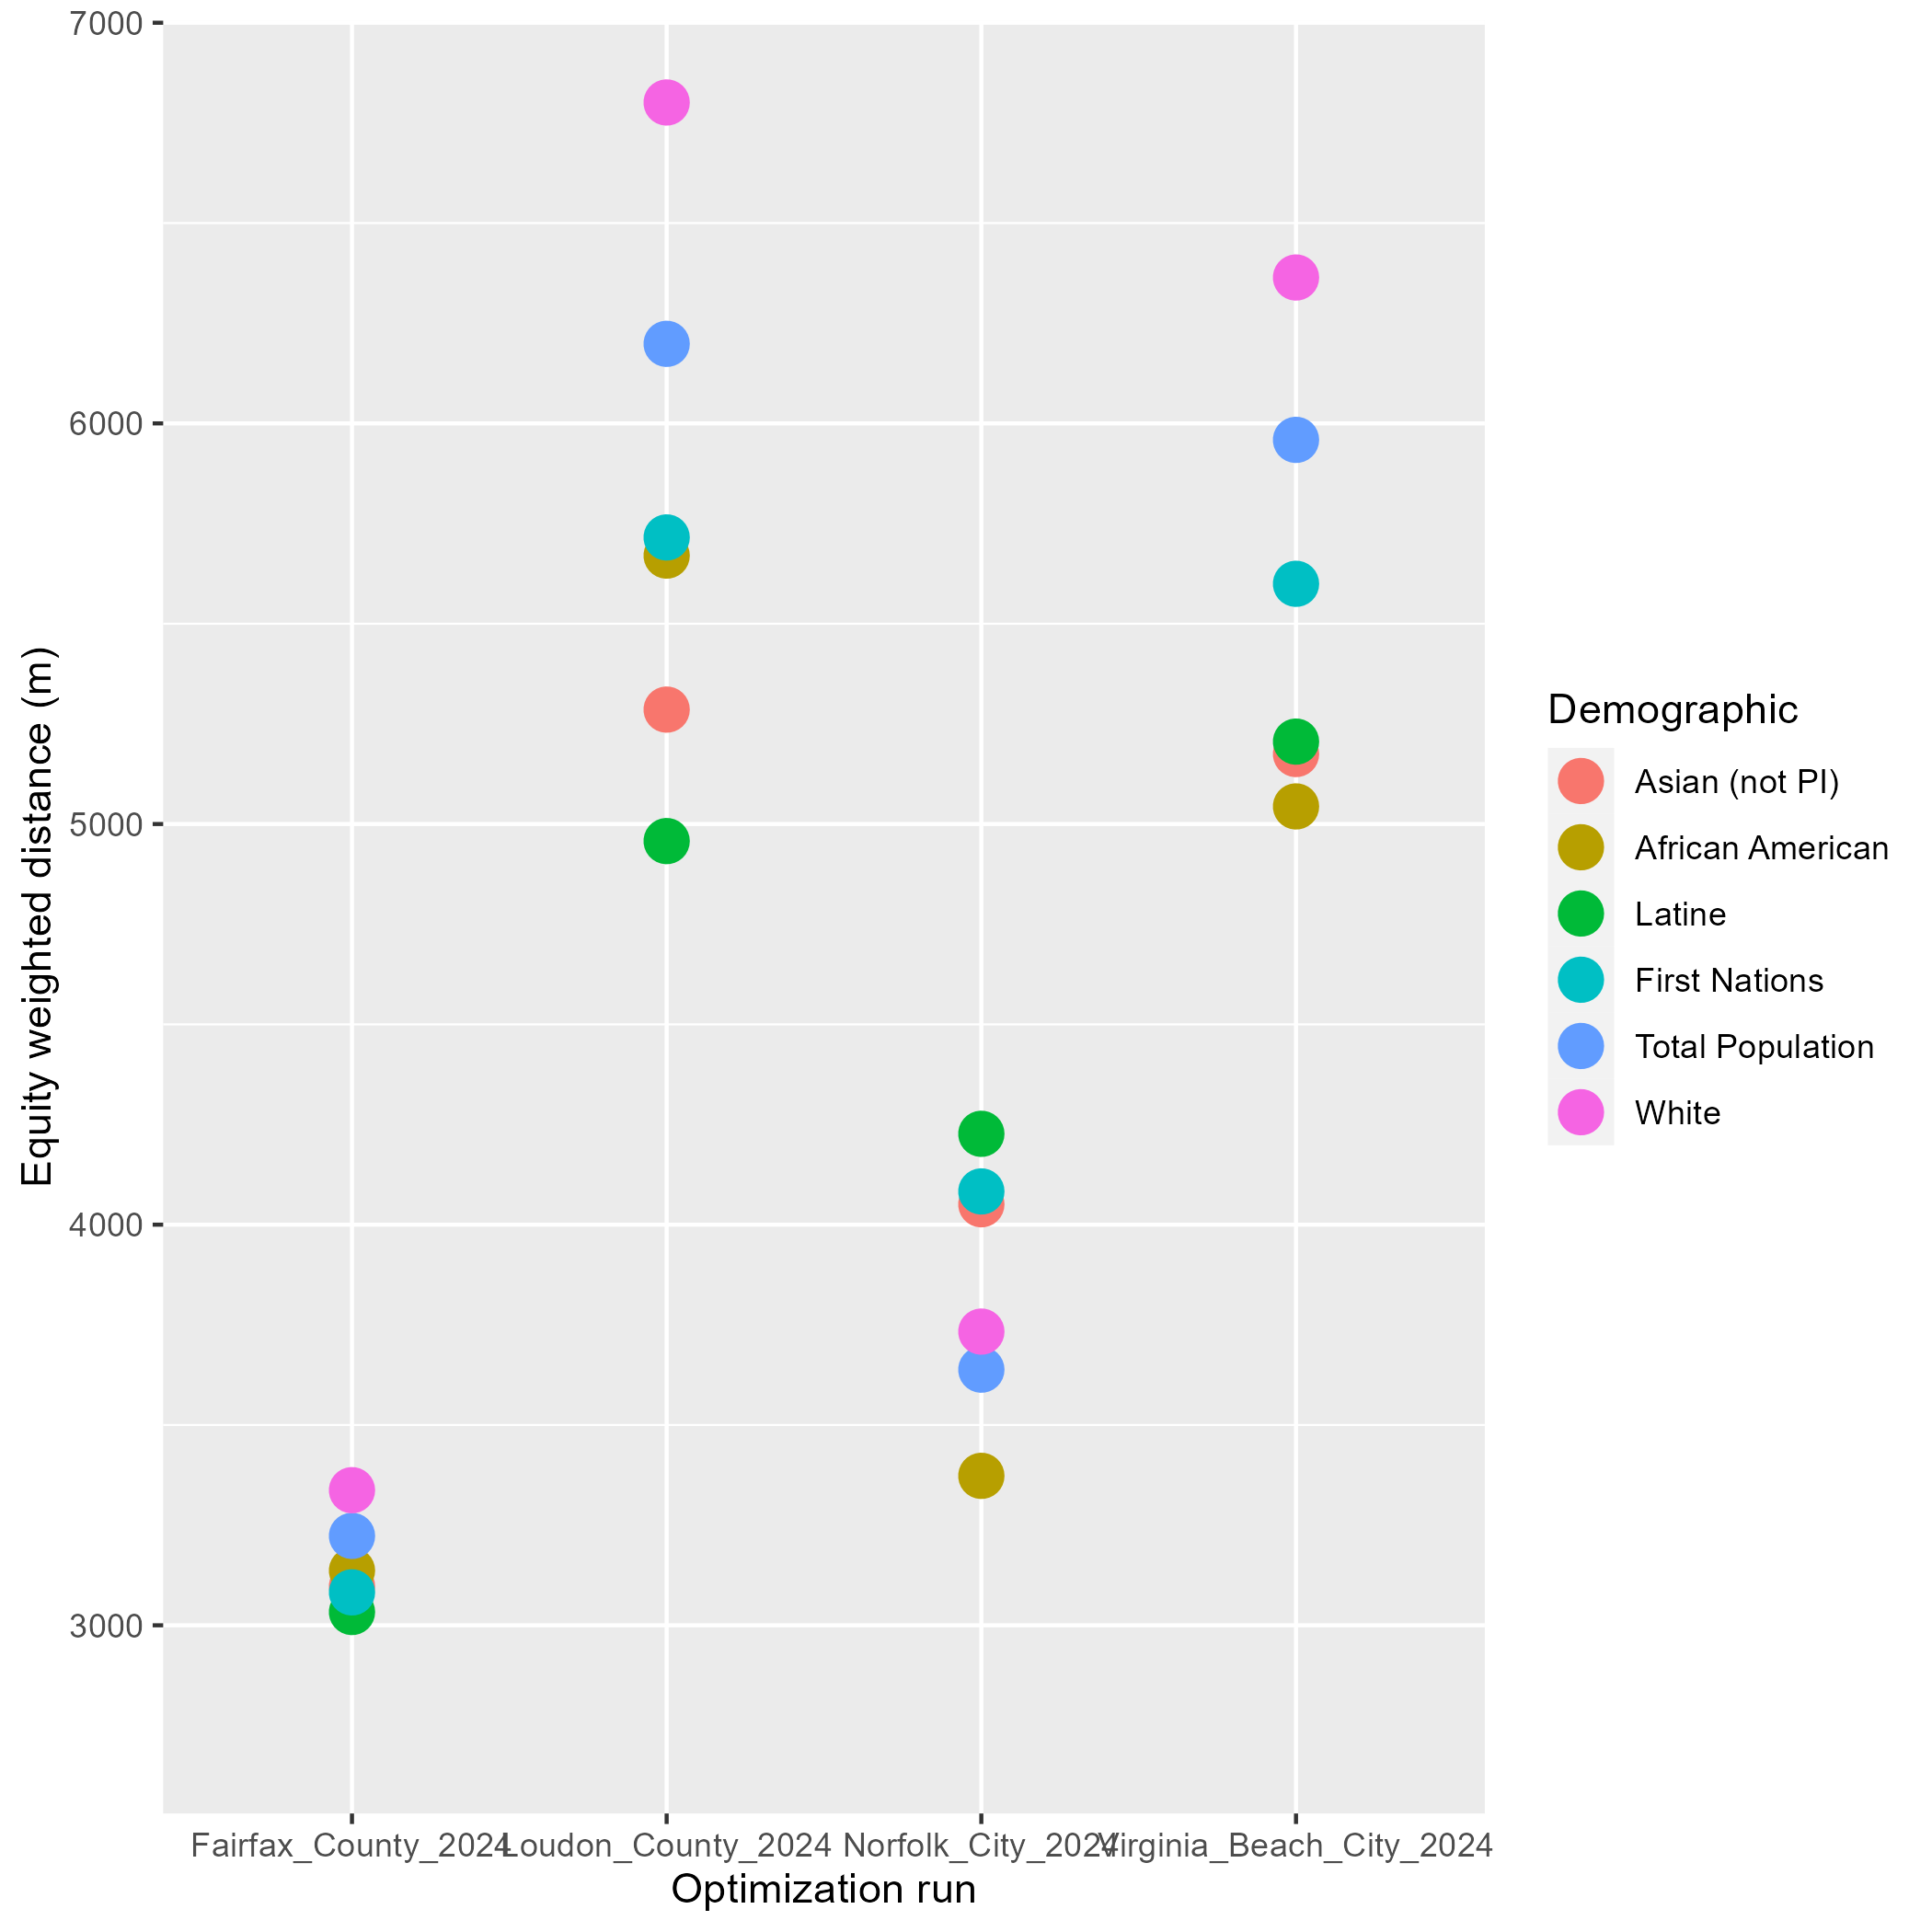 7000
6000
5000
4000
3000
Equity weighted distance (m)
Fairfax_County_2024
Loudon_County_2024
Norfolk_City_2024
Virginia_Beach_City_2024
Optimization run
Demographic
Asian (not PI)
African American
Latine
First Nations
Total Population
White